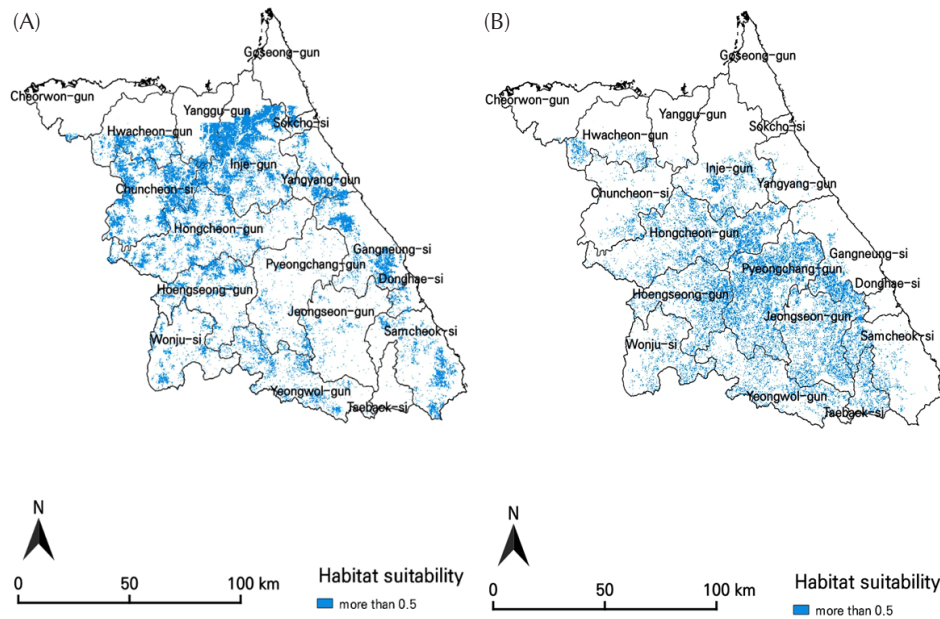 (A)
Goseong-gun
Cheorwon-gun
Yanggu-gun
Sokcho-si
Hwacheon-gun
Inje-gun
Yangyang-gun
Chuncheon-si
Hongcheon-gun
Gangneung-si
Pyeongchang-gun
Donghae-si
Hoengseong-gun
Jeongseon-gun
Samcheok-si
Wonju-si
Yeongwol-gun
Taebaek-si
N
0 50 100 km
Habitat suitability
more than 0.5
(B)
Goseong-gun
Cheorwon-gun
Yanggu-gun
Sokcho-si
Hwacheon-gun
Inje-gun
Yangyang-gun
Chuncheon-si
Hongcheon-gun
Gangneung-si
Pyeongchang-gun
Donghae-si
Hoengseong-gun
Jeongseon-gun
Samcheok-si
Wonju-si
Yeongwol-gun
Taebaek-si
N
0 50 100 km
Habitat suitability
more than 0.5